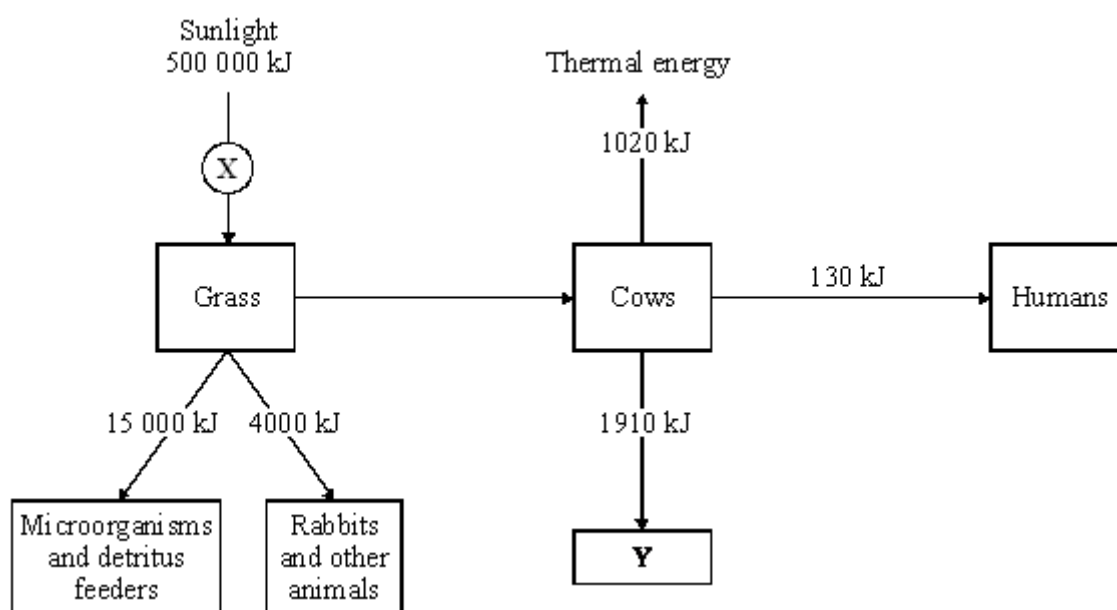 Sunlight
500 000 kJ
Thermal energy
1020 kJ
X
Grass
Cows
130 kJ
Humans
15 000 kJ
4000 kJ
1910 kJ
Microorganisms
and detritus
feeders
Rabbits
and other
animals
Y